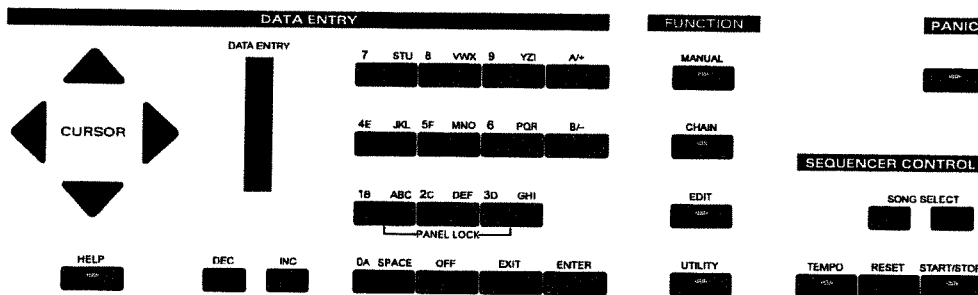 DATA ENTRY
FUNCTION
PANIC
DATA ENTRY
7 STU 8 VWX 9 YZI A/+
MANUAL
CURSOR
4E JKL 5F MNO 6 PQR B/–
CHAIN
SEQUENCER CONTROL
1B ABC 2C DEF 3D GHI
EDIT
SONG SELECT
PANEL LOCK
HELP
DEC INC
0A SPACE OFF EXIT ENTER
UTILITY
TEMPO RESET START/STOP